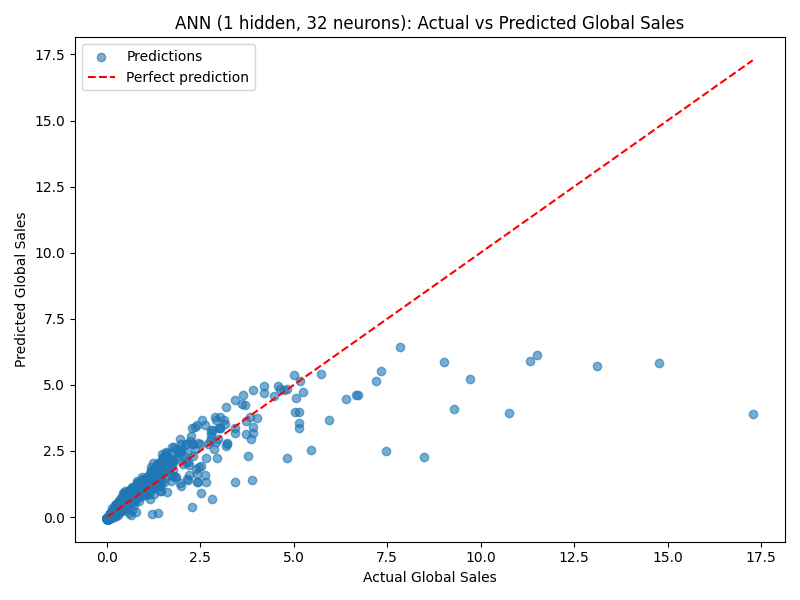 ANN (1 hidden, 32 neurons): Actual vs Predicted Global Sales
Predictions
Perfect prediction
17.5
15.0
12.5
10.0
7.5
5.0
2.5
0.0
Predicted Global Sales
0.0 2.5 5.0 7.5 10.0 12.5 15.0 17.5
Actual Global Sales